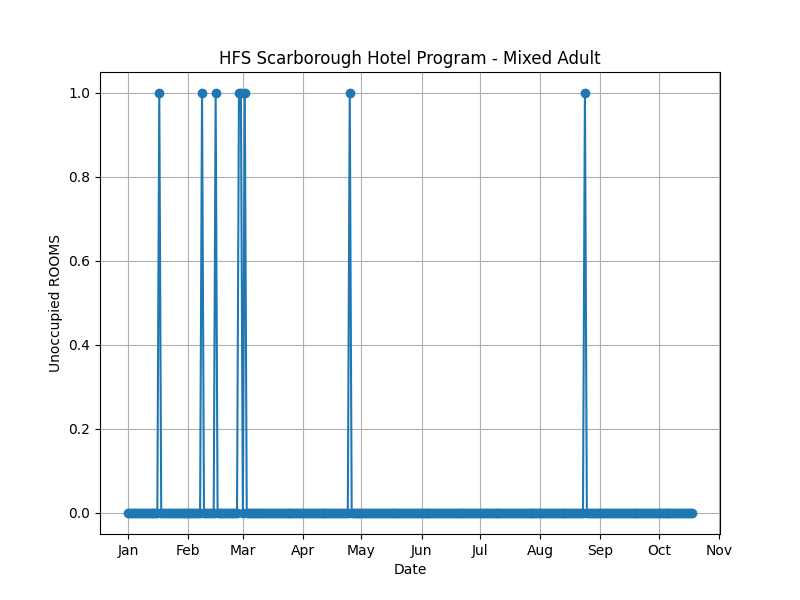 HFS Scarborough Hotel Program - Mixed Adult
1.0
0.8
0.6
0.4
0.2
0.0
Unoccupied ROOMS
Jan Feb Mar Apr May Jun Jul Aug Sep Oct Nov
Date